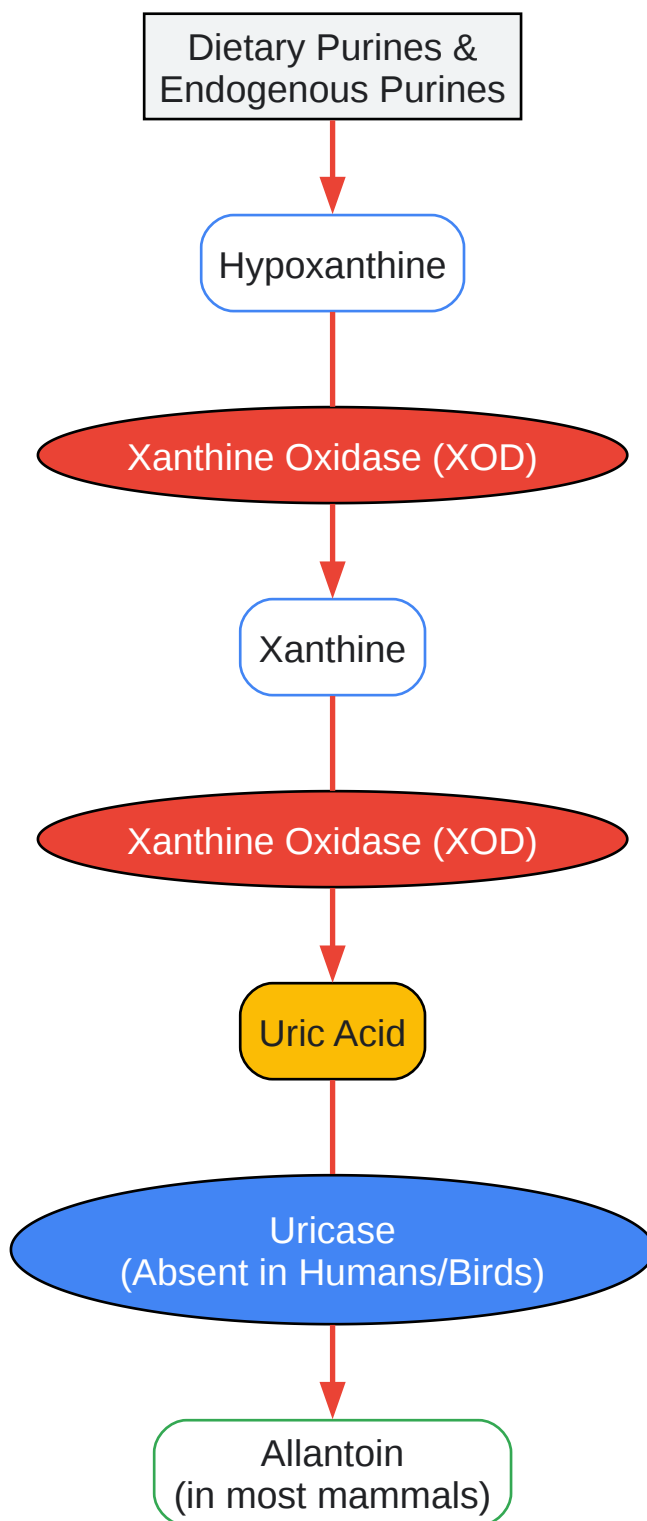 Dietary Purines &
Endogenous Purines
Hypoxanthine
Xanthine Oxidase (XOD)
Xanthine
Xanthine Oxidase (XOD)
Uric Acid
Uricase
(Absent in Humans/Birds)
Allantoin
(in most mammals)